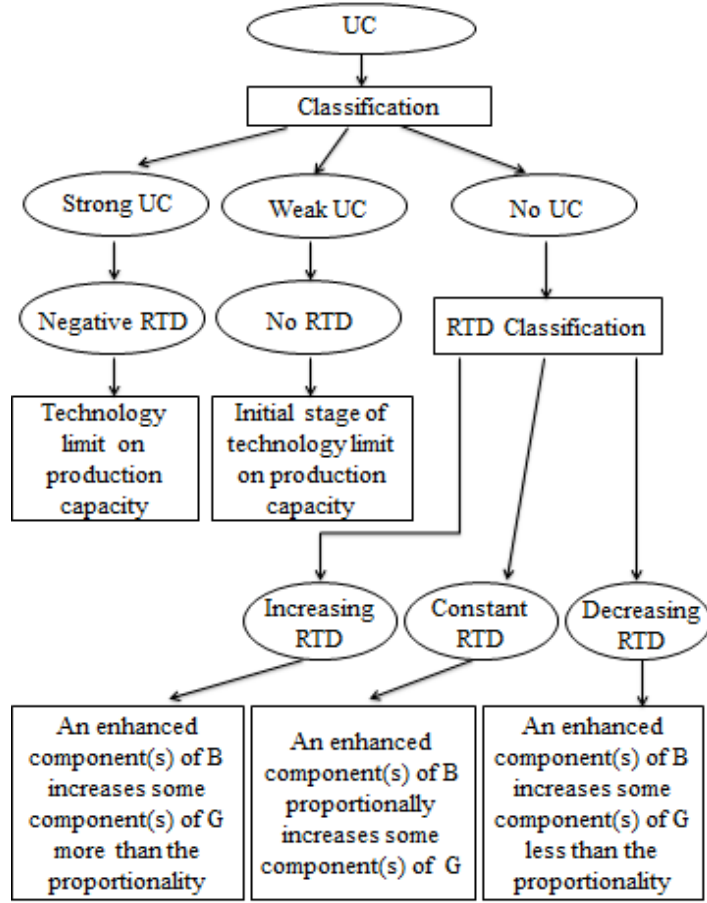 UC
Classification
Strong UC
Weak UC
No UC
Negative RTD
No RTD
RTD Classification
Technology
limit on
production
capacity
Initial stage of
technology limit
on production
capacity
Increasing
RTD
Constant
RTD
Decreasing
RTD
An enhanced
component(s) of B
increases some
component(s) of G
more than the
proportionality
An enhanced
component(s) of B
proportionally
increases some
component(s) of G
An enhanced
component(s) of B
increases some
component(s) of G
less than the
proportionality